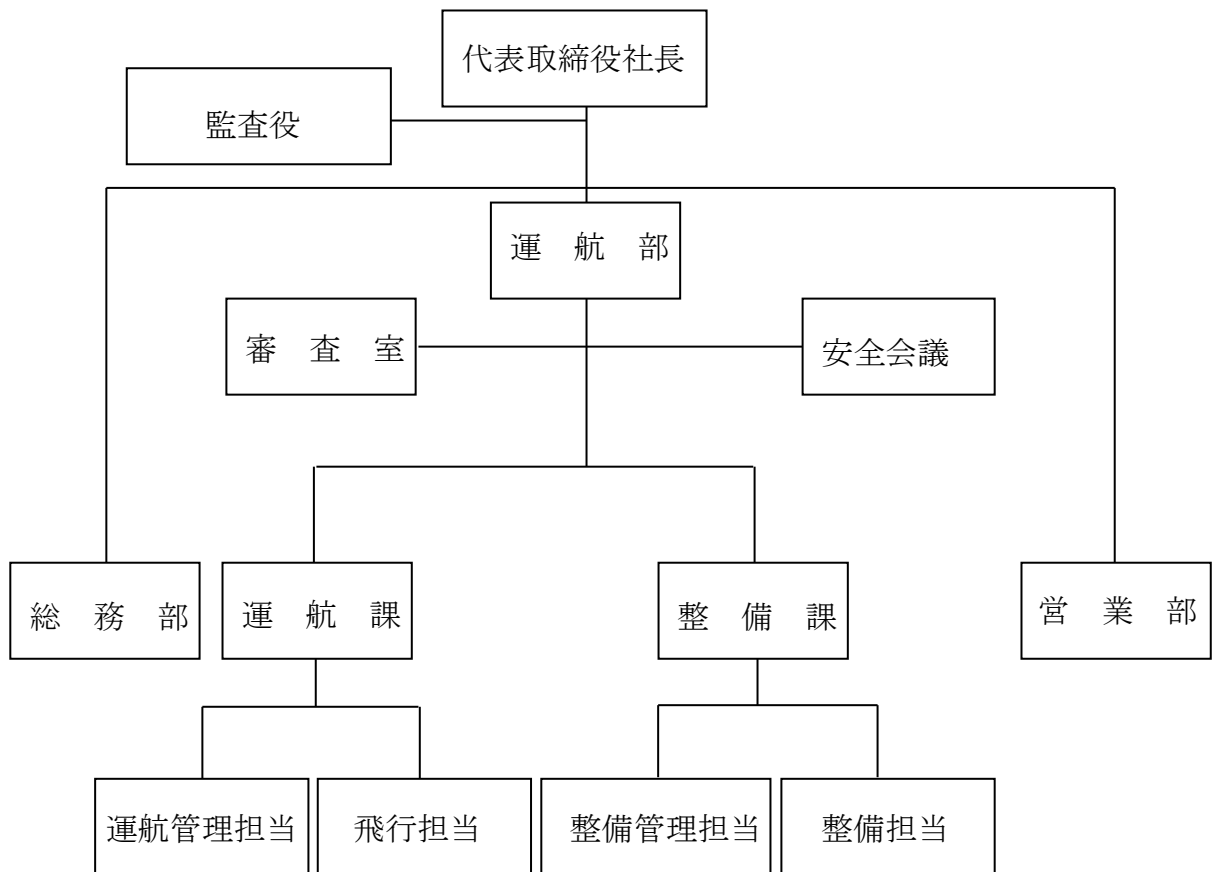 代表取締役社長
監査役
運　航　部
審　査　室
安全会議
総　務　部
運　航　課
整　備　課
営　業　部
運航管理担当
飛行担当
整備管理担当
整備担当